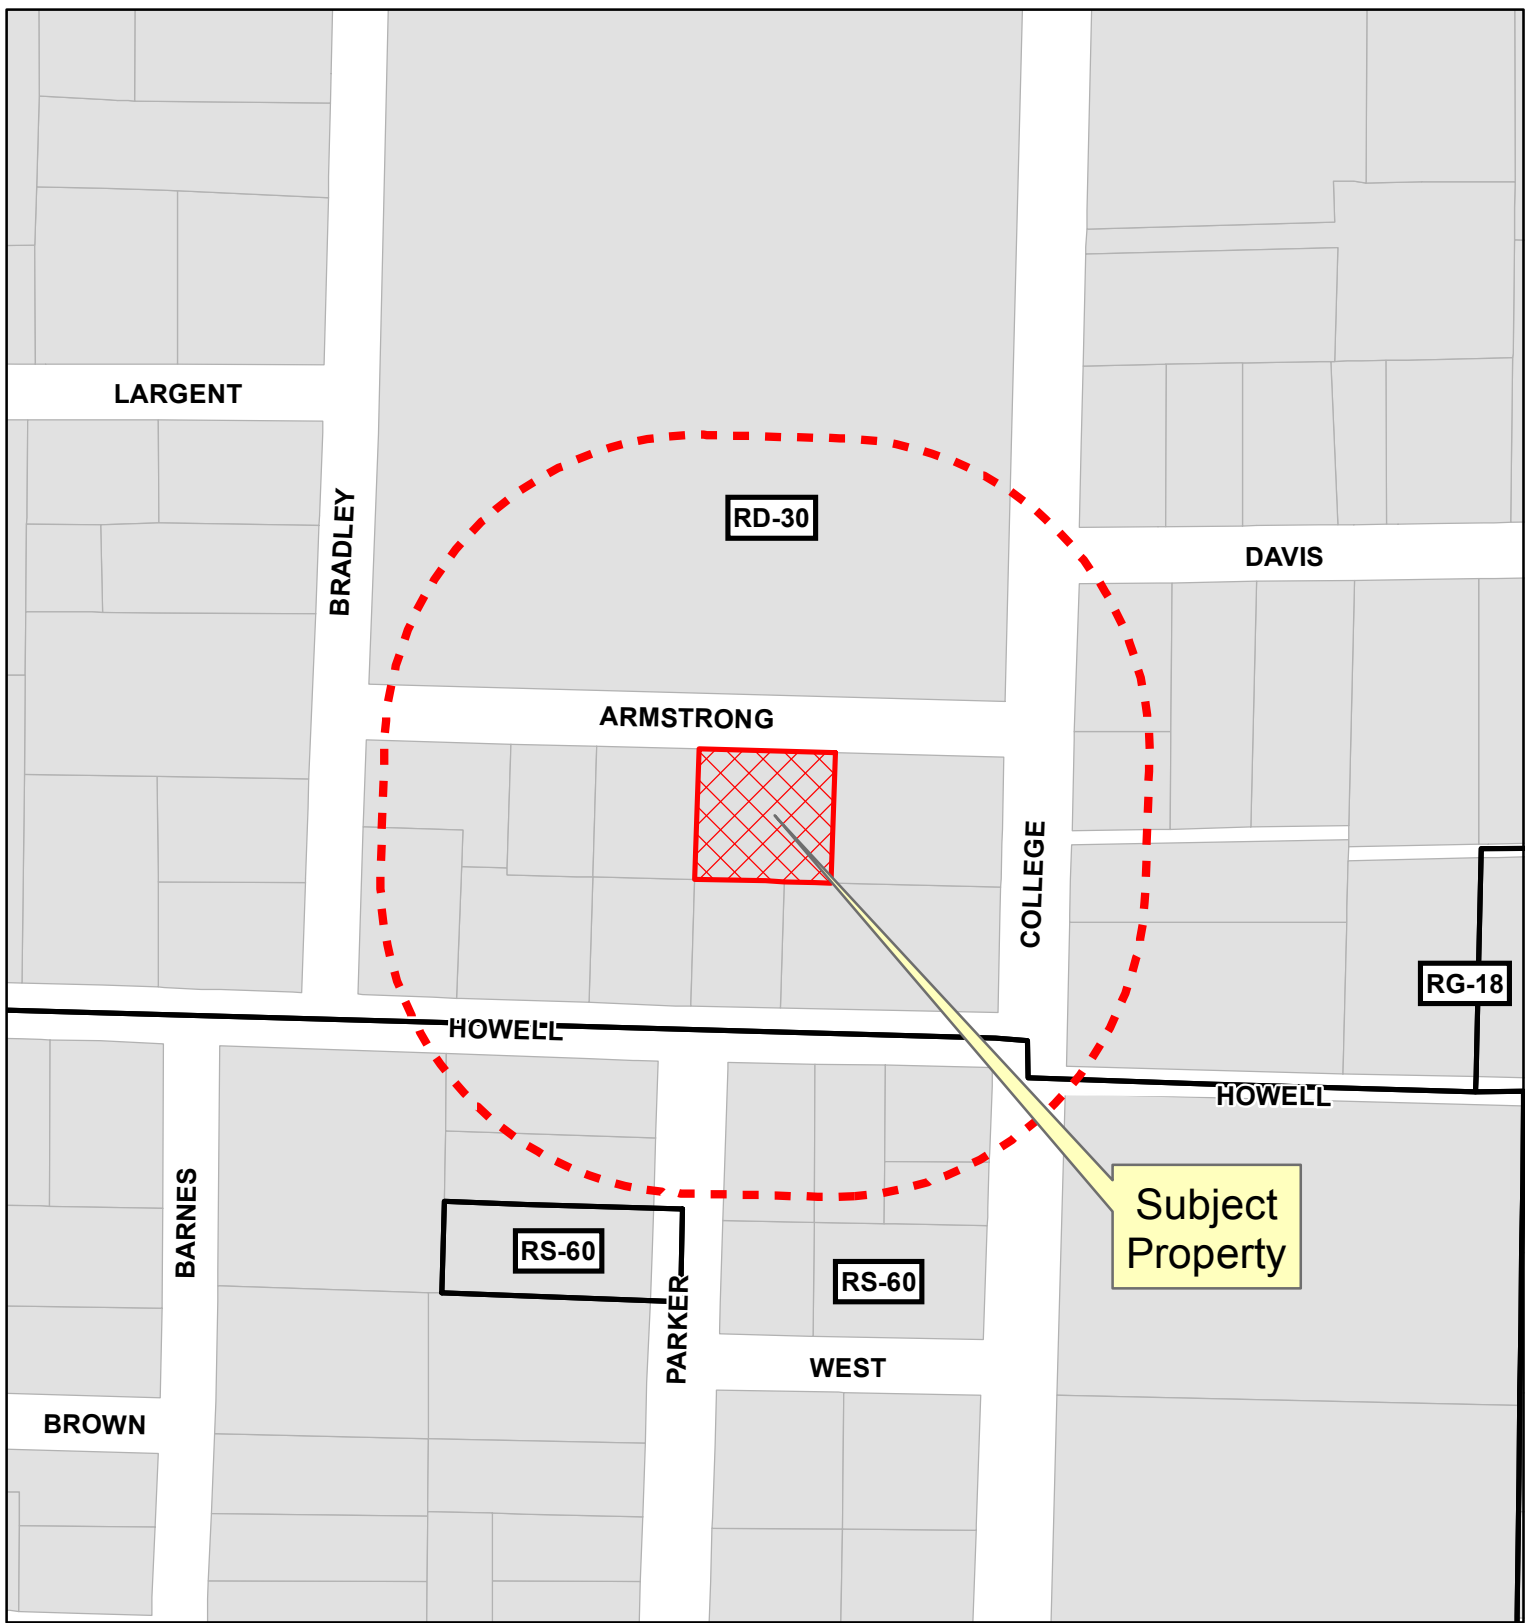 LARGENT
BRADLEY
RD-30
DAVIS
ARMSTRONG
COLLEGE
RG-18
HOWELL
HOWELL
BARNES
Subject
Property
RS-60
RS-60
PARKER
WEST
BROWN